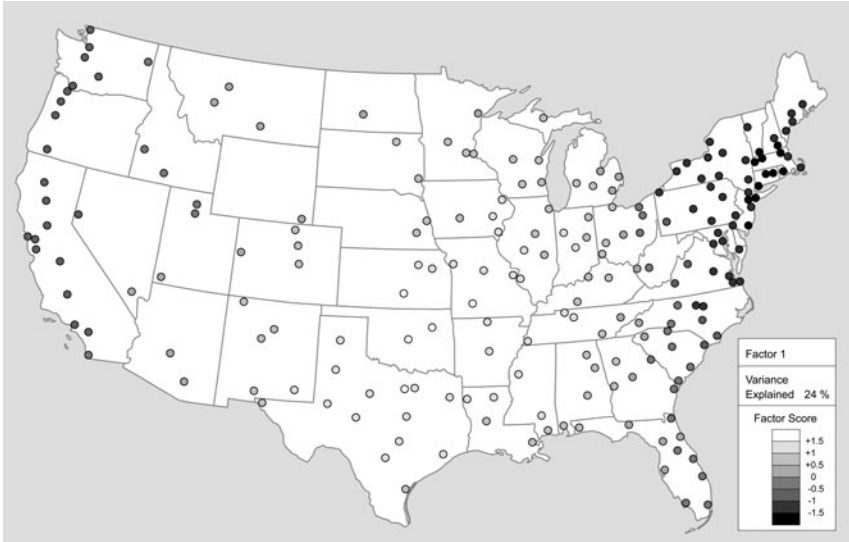 Factor 1
Variance
Explained 24 %
Factor Score
+1.5
+1
+0.5
0
-0.5
-1
-1.5